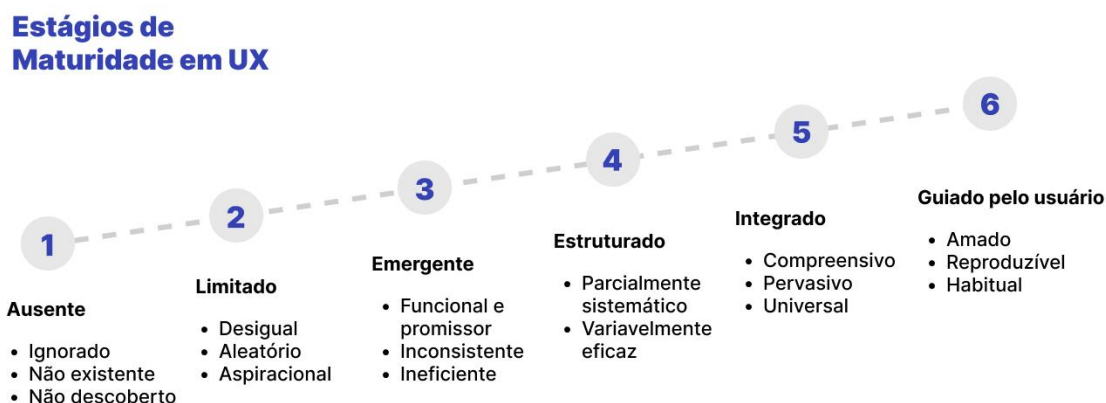 Estágios de
Maturidade em UX
1
Ausente
• Ignorado
• Não existente
• Não descoberto
2
Limitado
• Desigual
• Aleatório
• Aspiracional
3
Emergente
• Funcional e
promissor
• Inconsistente
• Ineficiente
4
Estruturado
• Parcialmente
sistemático
• Variavelmente
eficaz
5
Integrado
• Compreensivo
• Pervasivo
• Universal
6
Guiado pelo usuário
• Amado
• Reproduzível
• Habitual